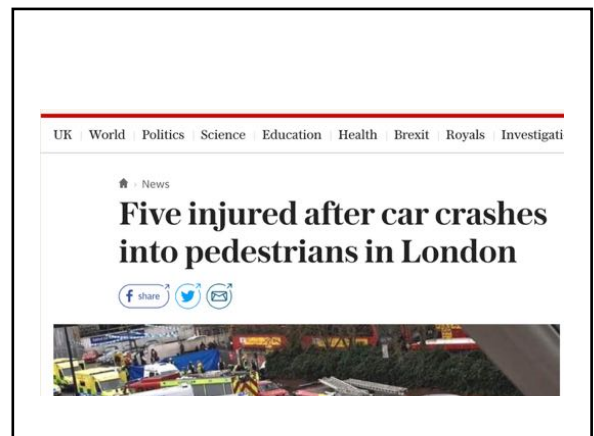 UK World Politics Science Education Health Brexit Royals Investigati
News
Five injured after car crashes
into pedestrians in London
share